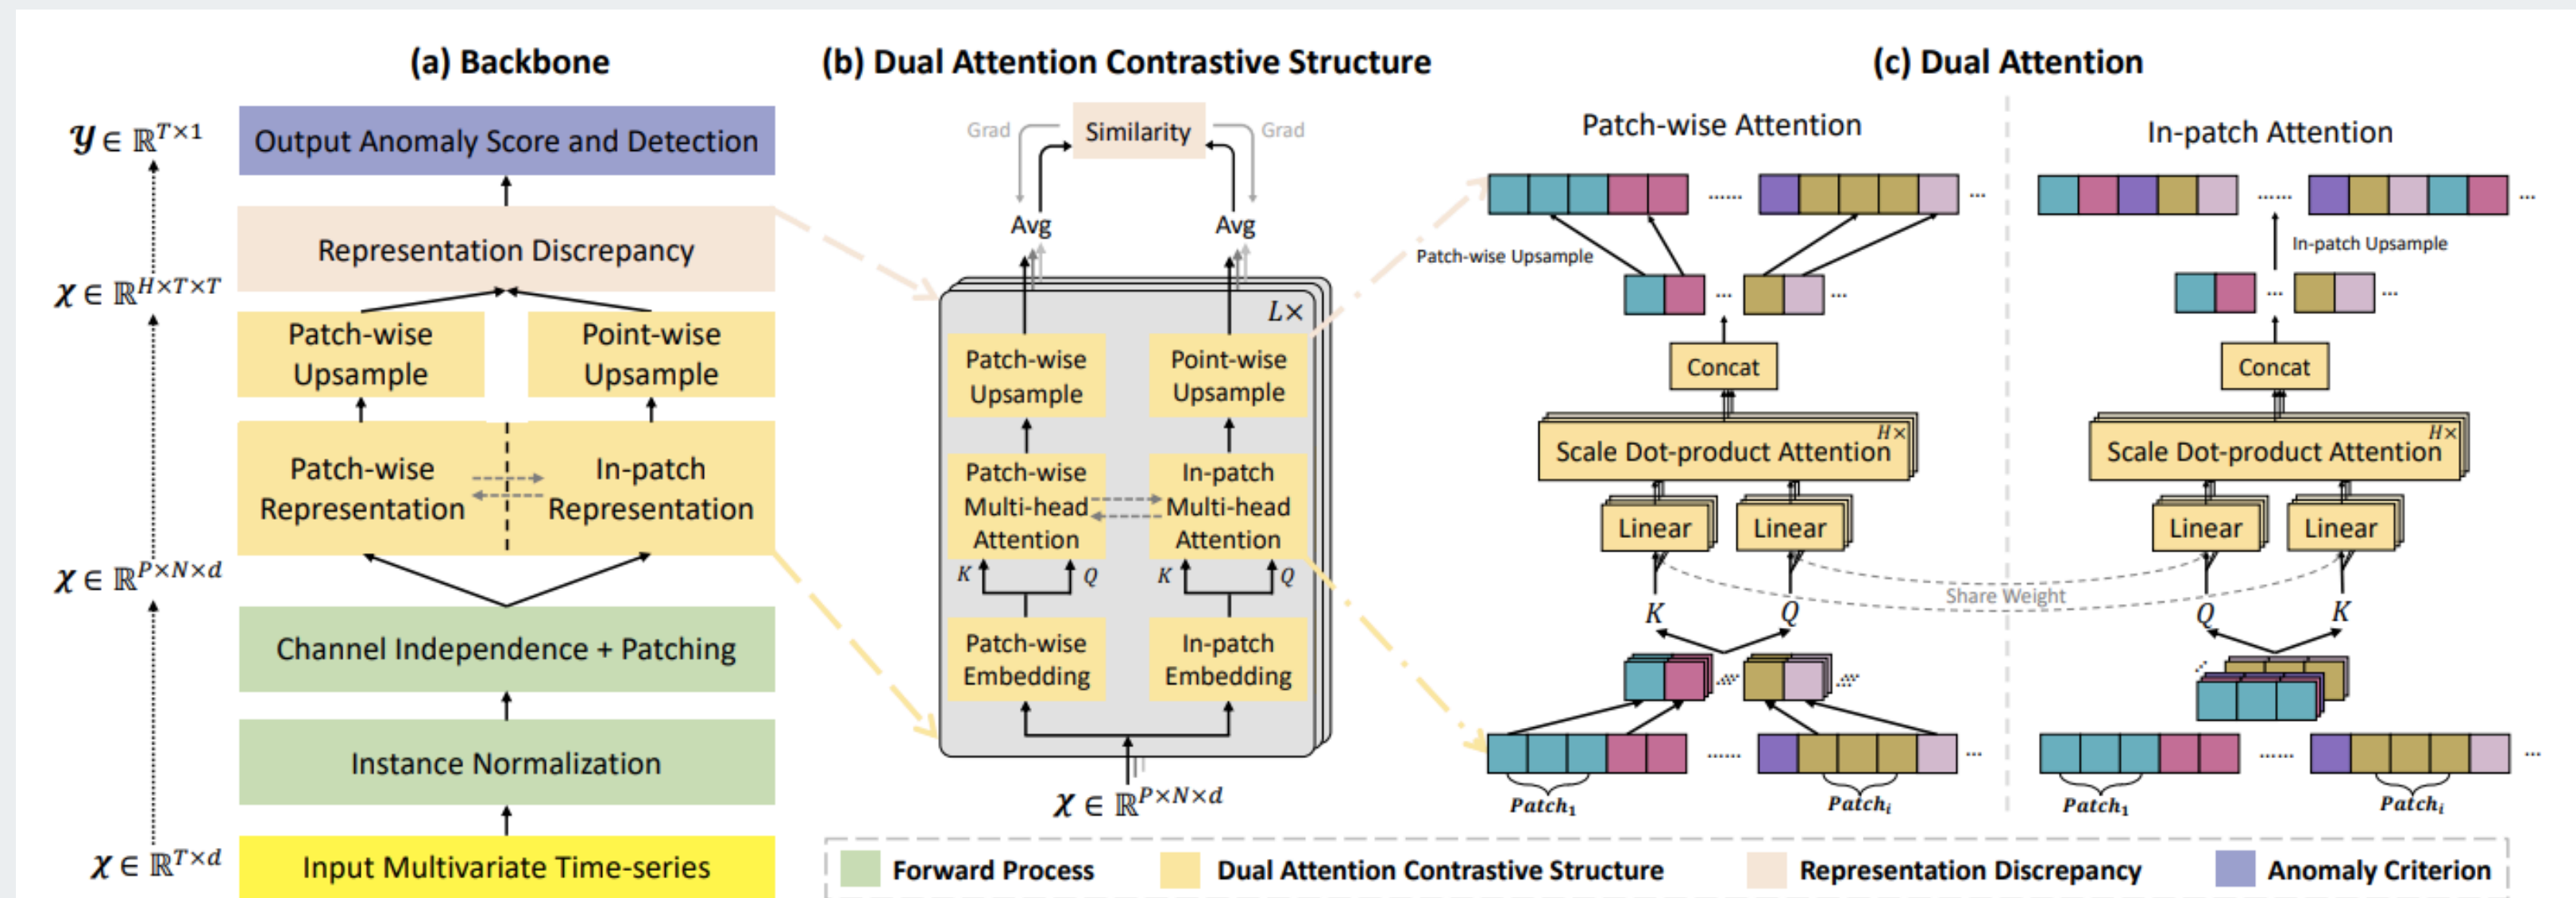 (a) Backbone
𝒴 ∈ ℝ^{T×1}
Output Anomaly Score and Detection
Representation Discrepancy
χ ∈ ℝ^{H×T×T}
Patch-wise
Upsample
Point-wise
Upsample
Patch-wise
Representation
In-patch
Representation
χ ∈ ℝ^{P×N×d}
Channel Independence + Patching
Instance Normalization
χ ∈ ℝ^{T×d}
Input Multivariate Time-series
(b) Dual Attention Contrastive Structure
Grad
Similarity
Grad
Avg
Avg
L×
Patch-wise
Upsample
Point-wise
Upsample
Patch-wise
Multi-head
Attention
In-patch
Multi-head
Attention
K
Q
K
Q
Patch-wise
Embedding
In-patch
Embedding
χ ∈ ℝ^{P×N×d}
(c) Dual Attention
Patch-wise Attention
......
...
Patch-wise Upsample
...
...
Concat
H×
Scale Dot-product Attention
Linear
Linear
K
Q
......
...
Patch₁
Patchᵢ
Share Weight
In-patch Attention
......
...
In-patch Upsample
...
...
Concat
H×
Scale Dot-product Attention
Linear
Linear
Q
K
......
...
Patch₁
Patchᵢ
Forward Process
Dual Attention Contrastive Structure
Representation Discrepancy
Anomaly Criterion